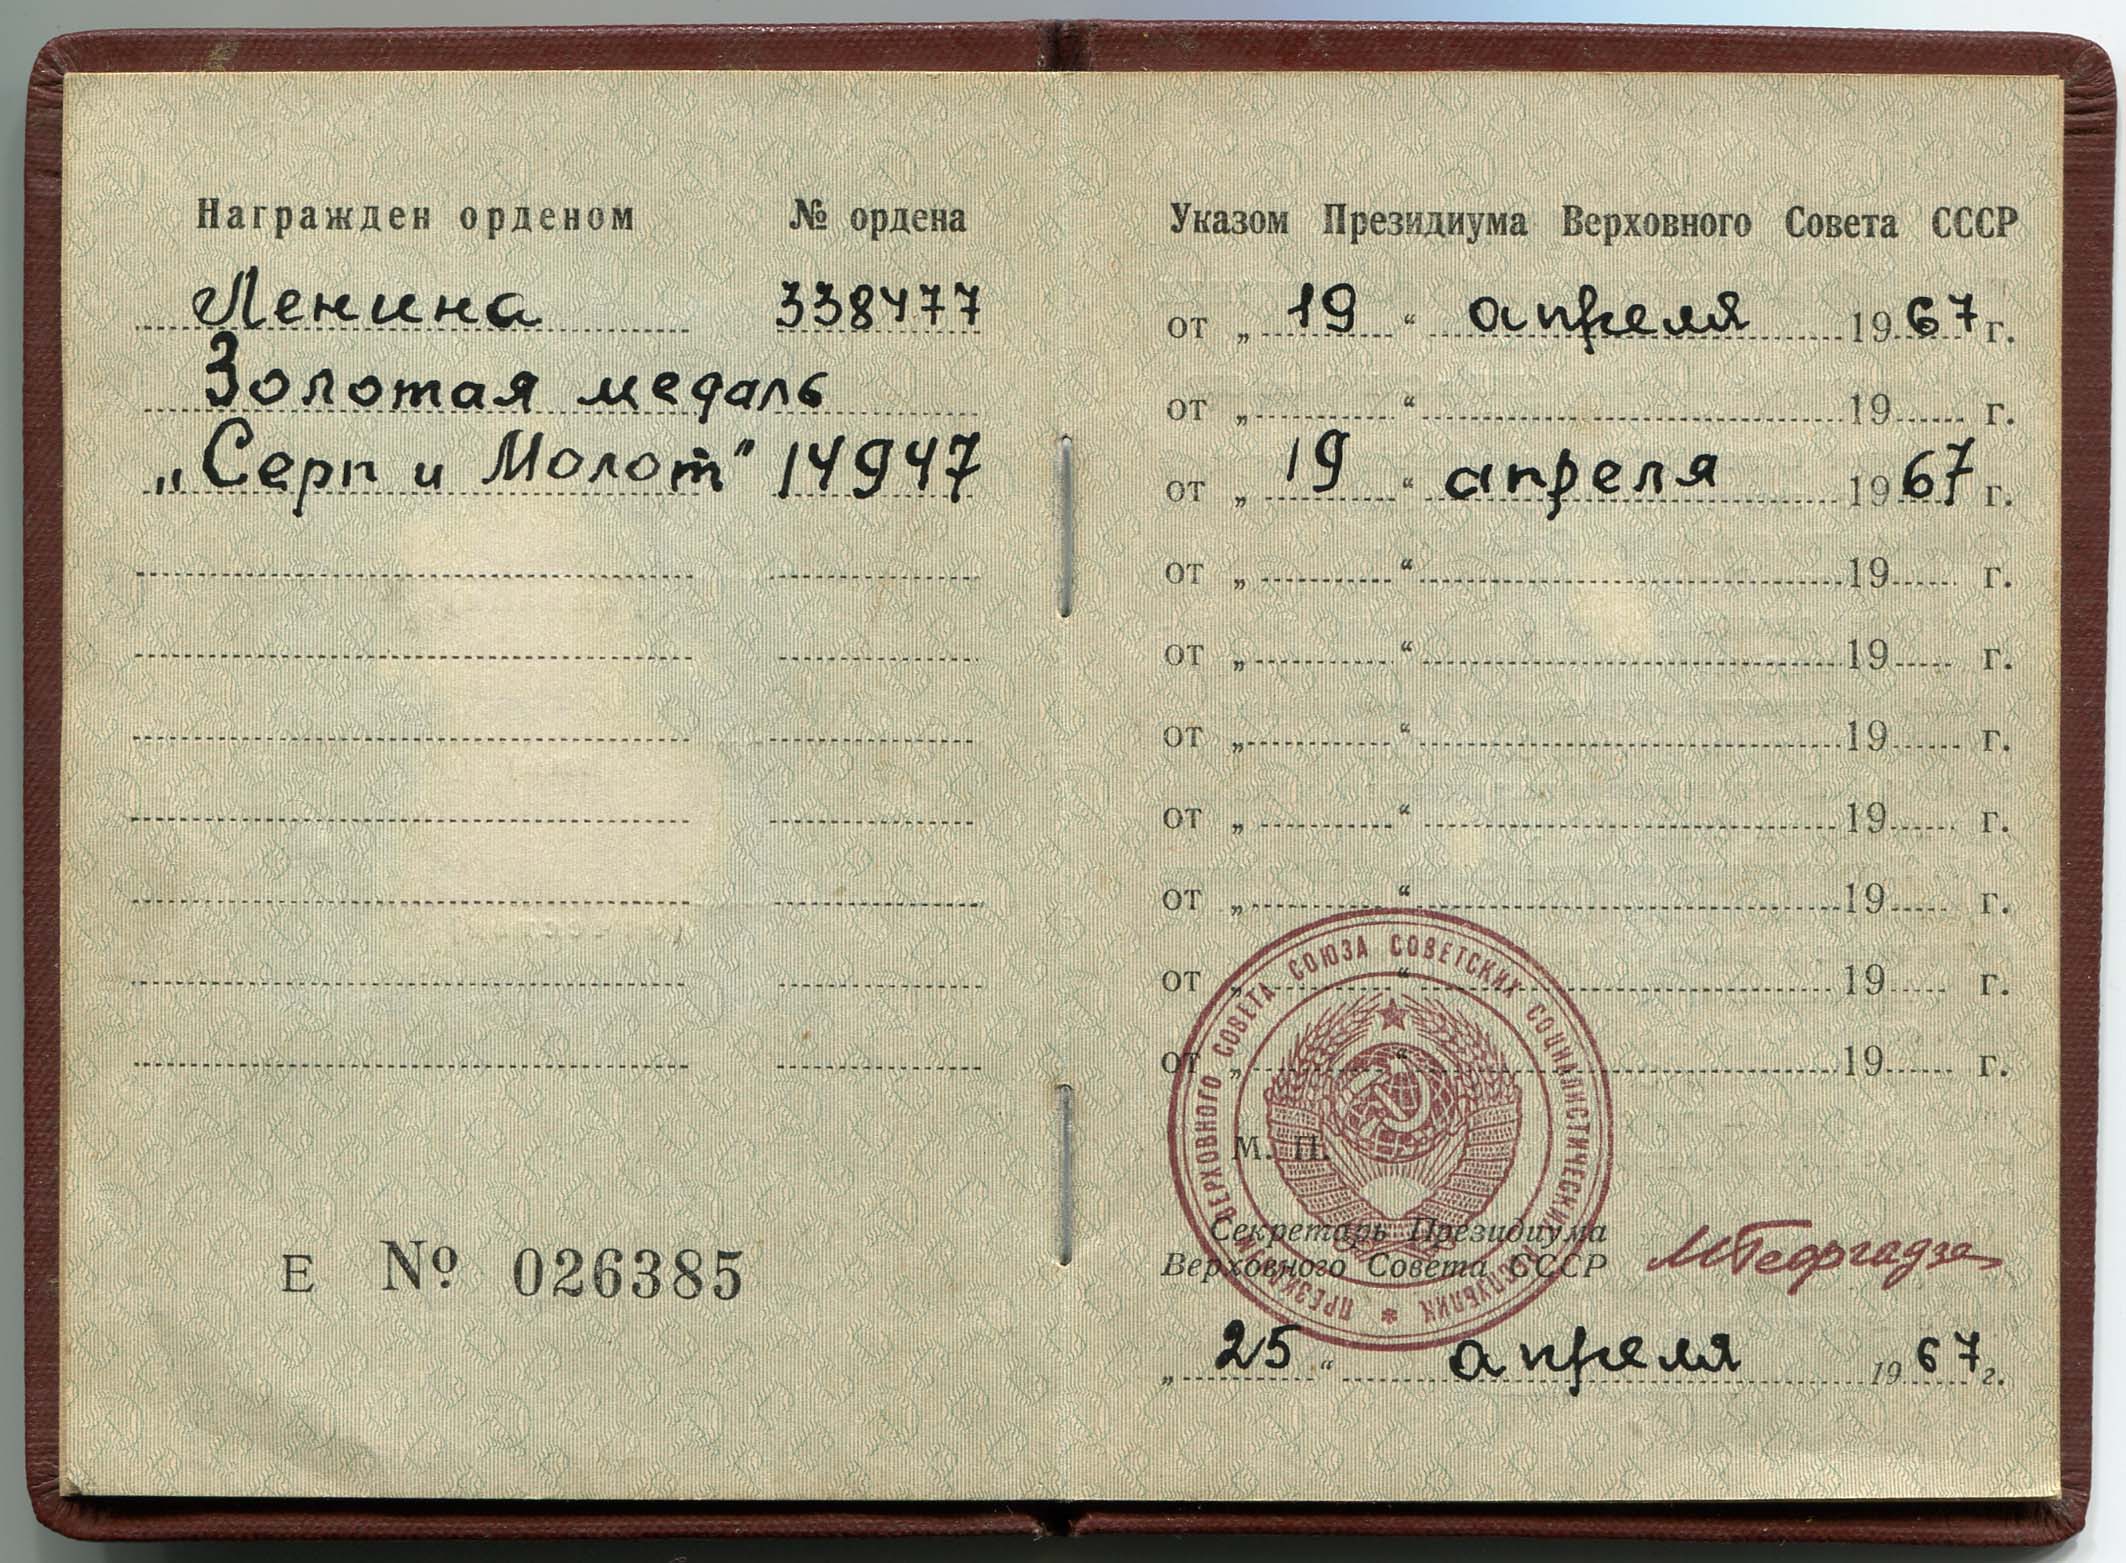 Награжден орденом № ордена
Ленина 338477
Золотая медаль
„Серп и Молот" 14947
Е № 026385
Указом Президиума Верховного Совета СССР
от „ 19 “ апреля 1967 г.
от „ “ 19 г.
от „ 19 “ апреля 1967 г.
от „ “ 19 г.
от „ “ 19 г.
от „ “ 19 г.
от „ “ 19 г.
от „ “ 19 г.
от „ “ 19 г.
от „ “ 19 г.
М. П.
ПРЕЗИДИУМ ВЕРХОВНОГО СОВЕТА СОЮЗА СОВЕТСКИХ СОЦИАЛИСТИЧЕСКИХ РЕСПУБЛИК
Секретарь Президиума
Верховного Совета СССР МГеоргадзе
„ 25 “ апреля 1967 г.